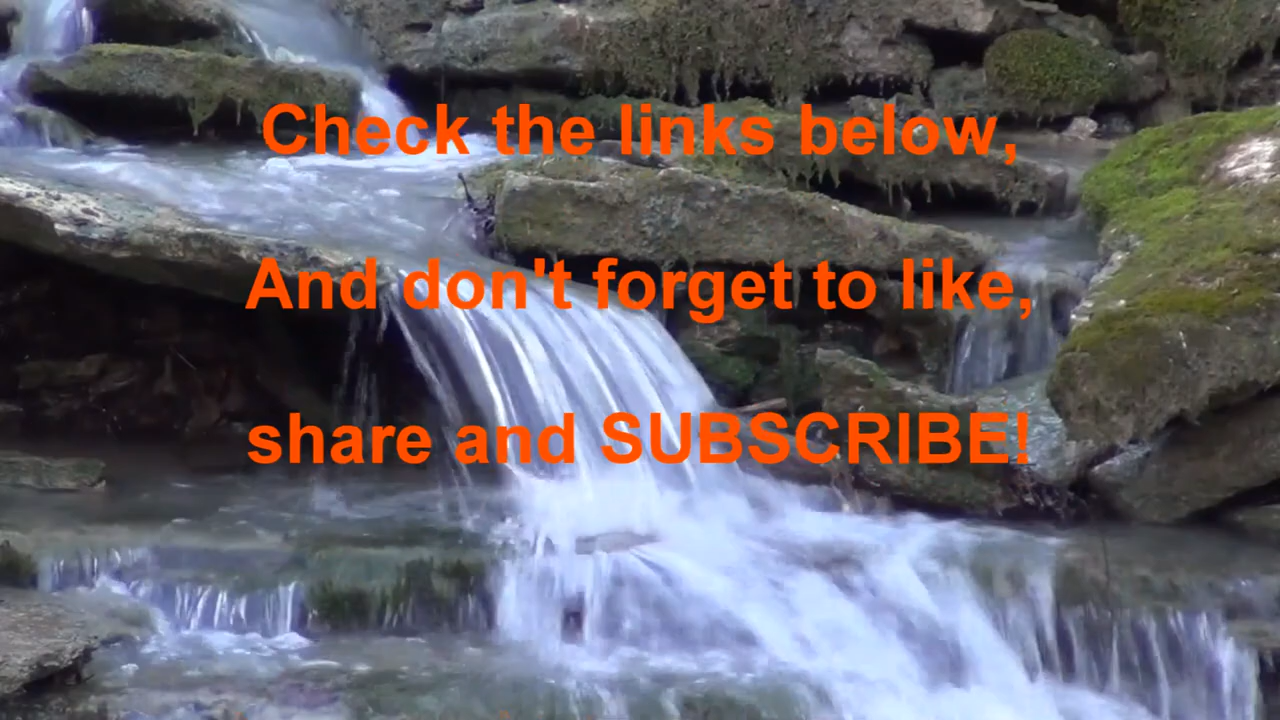 Check the links below,
And don't forget to like,
share and SUBSCRIBE!